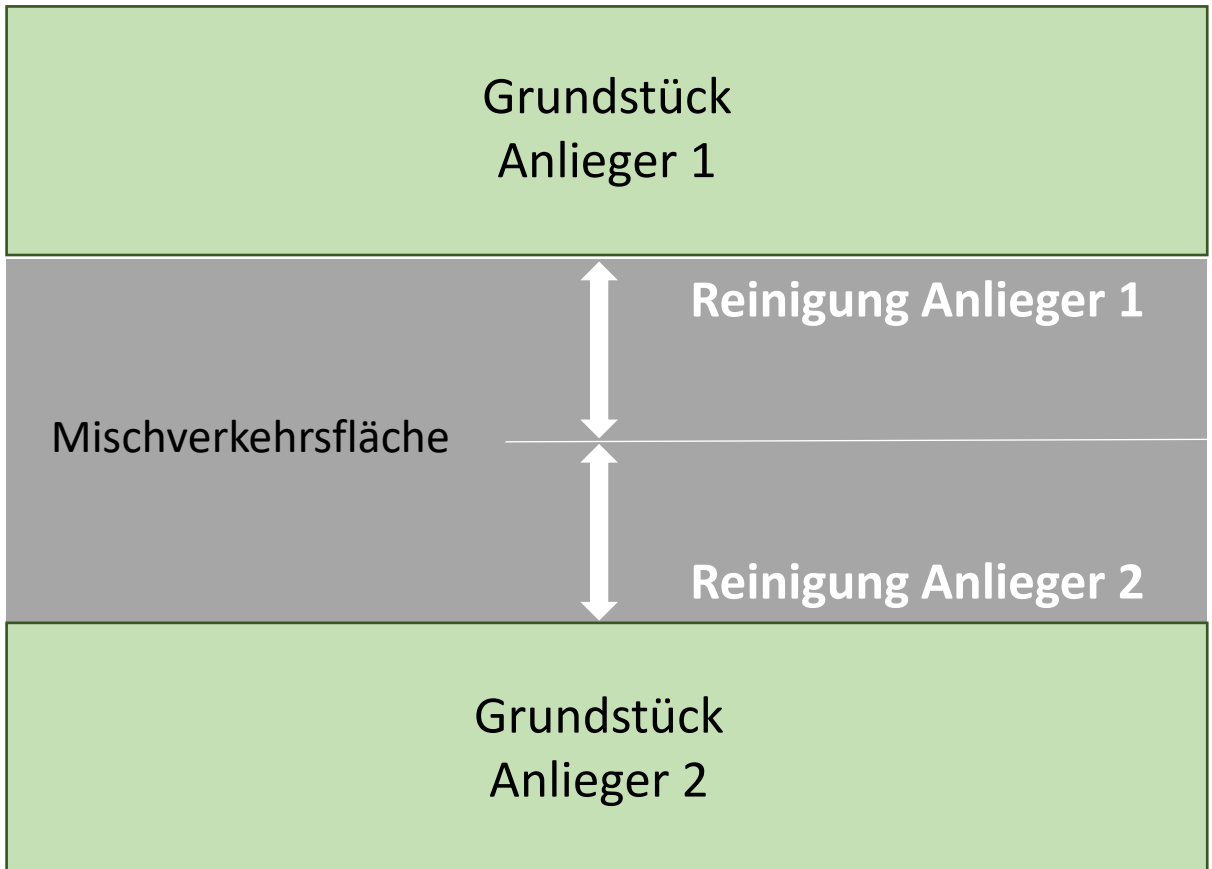 Grundstück
Anlieger 1
Reinigung Anlieger 1
Mischverkehrsfläche
Reinigung Anlieger 2
Grundstück
Anlieger 2